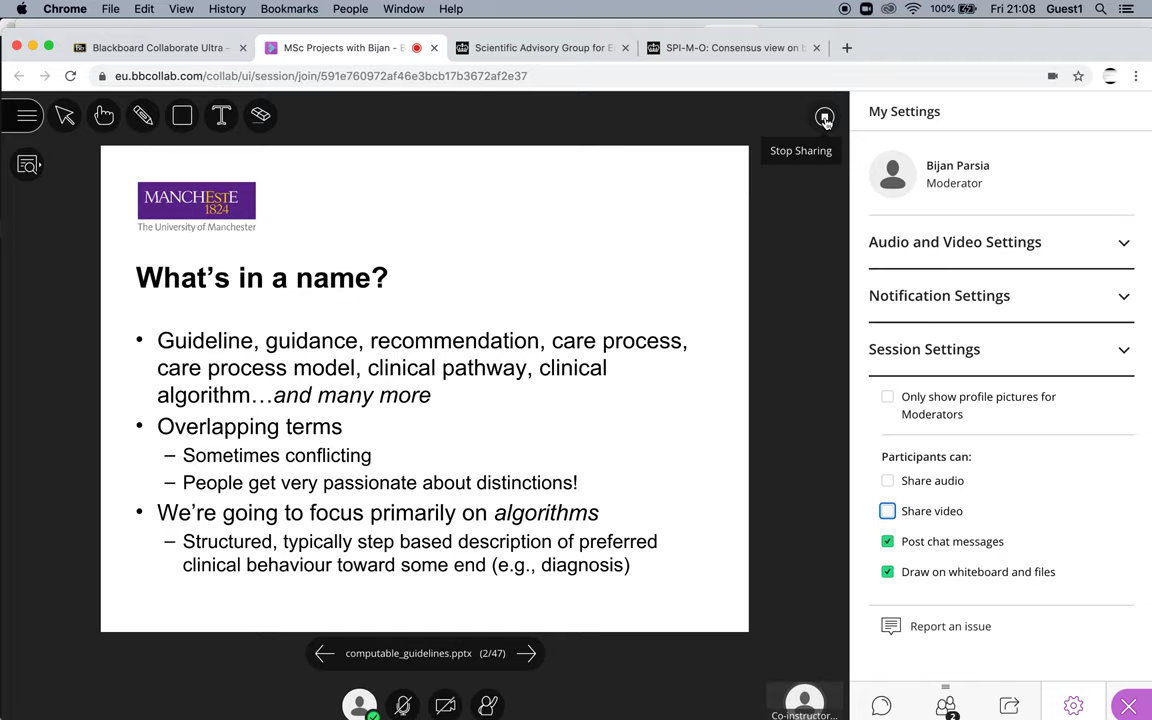 Chrome File Edit View History Bookmarks People Window Help 100% Fri 21:08 Guest1
Blackboard Collaborate Ultra – MSc Projects with Bijan - B Scientific Advisory Group for E SPI-M-O: Consensus view on b
eu.bbcollab.com/collab/ui/session/join/591e760972af46e3bcb17b3672af2e37
My Settings
Stop Sharing
Bijan Parsia
Moderator
MANCHESTE
1824
The University of Manchester
What's in a name?
• Guideline, guidance, recommendation, care process,
care process model, clinical pathway, clinical
algorithm…and many more
• Overlapping terms
– Sometimes conflicting
– People get very passionate about distinctions!
• We're going to focus primarily on algorithms
– Structured, typically step based description of preferred
clinical behaviour toward some end (e.g., diagnosis)
computable_guidelines.pptx (2/47)
Audio and Video Settings
Notification Settings
Session Settings
Only show profile pictures for
Moderators
Participants can:
Share audio
Share video
Post chat messages
Draw on whiteboard and files
Report an issue
Co-instructor...
2